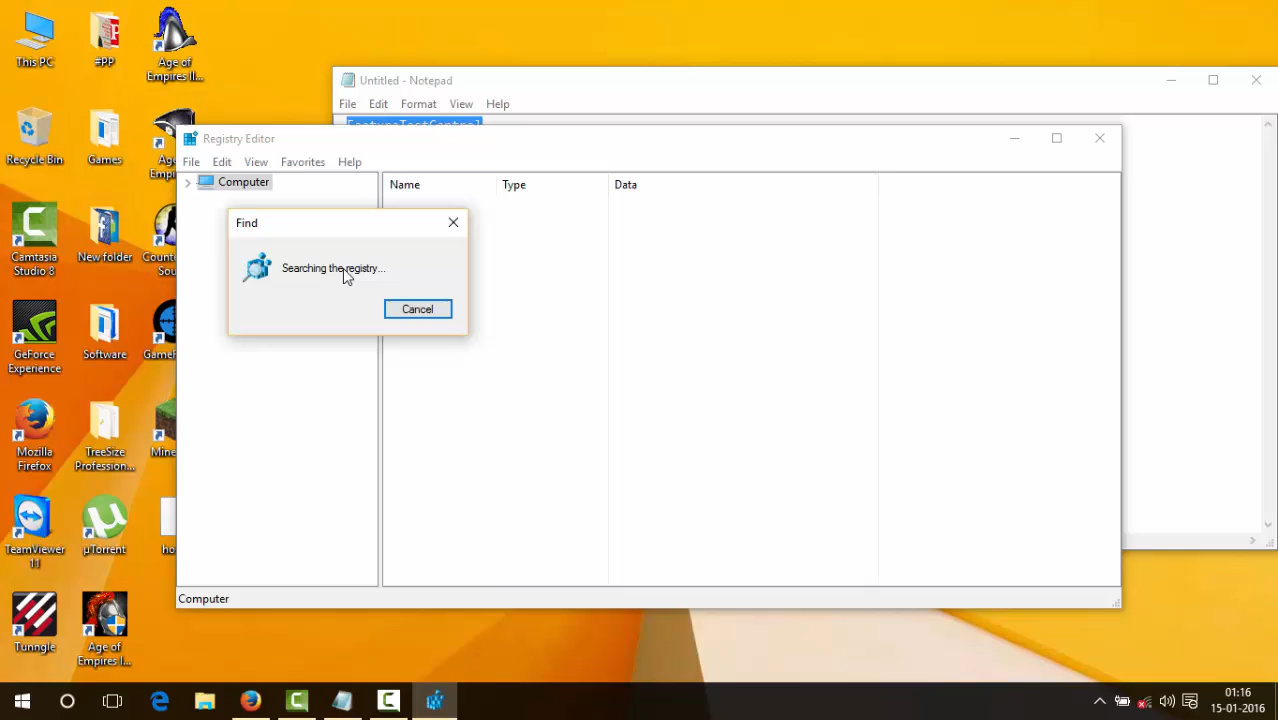 This PC
#PP
Age of
Empires II...
Recycle Bin
Games
Camtasia
Studio 8
New folder
GeForce
Experience
Software
Mozilla
Firefox
TreeSize
Profession...
TeamViewer
11
µTorrent
Tunngle
Age of
Empires I...
Untitled - Notepad
File Edit Format View Help
Registry Editor
File Edit View Favorites Help
Computer
Name Type Data
Find
Searching the registry...
Cancel
Computer
01:16
15-01-2016